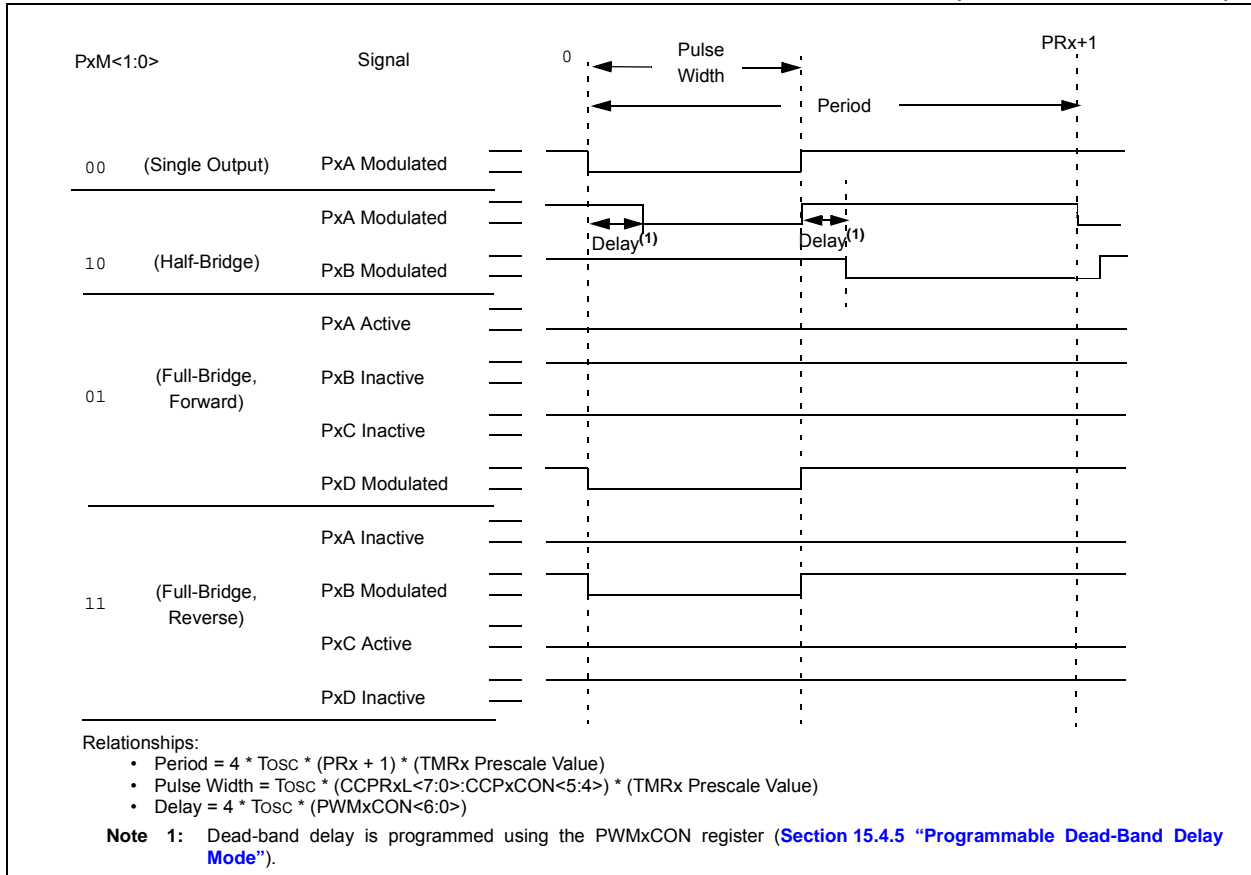 PxM<1:0> Signal 0 Pulse Width PRx+1
Period
00 (Single Output) PxA Modulated
PxA Modulated
Delay(1) Delay(1)
10 (Half-Bridge) PxB Modulated
PxA Active
01 (Full-Bridge, Forward) PxB Inactive
PxC Inactive
PxD Modulated
PxA Inactive
11 (Full-Bridge, Reverse) PxB Modulated
PxC Active
PxD Inactive
Relationships:
• Period = 4 * TOSC * (PRx + 1) * (TMRx Prescale Value)
• Pulse Width = TOSC * (CCPRxL<7:0>:CCPxCON<5:4>) * (TMRx Prescale Value)
• Delay = 4 * TOSC * (PWMxCON<6:0>)
Note 1: Dead-band delay is programmed using the PWMxCON register (Section 15.4.5 “Programmable Dead-Band Delay
Mode”).